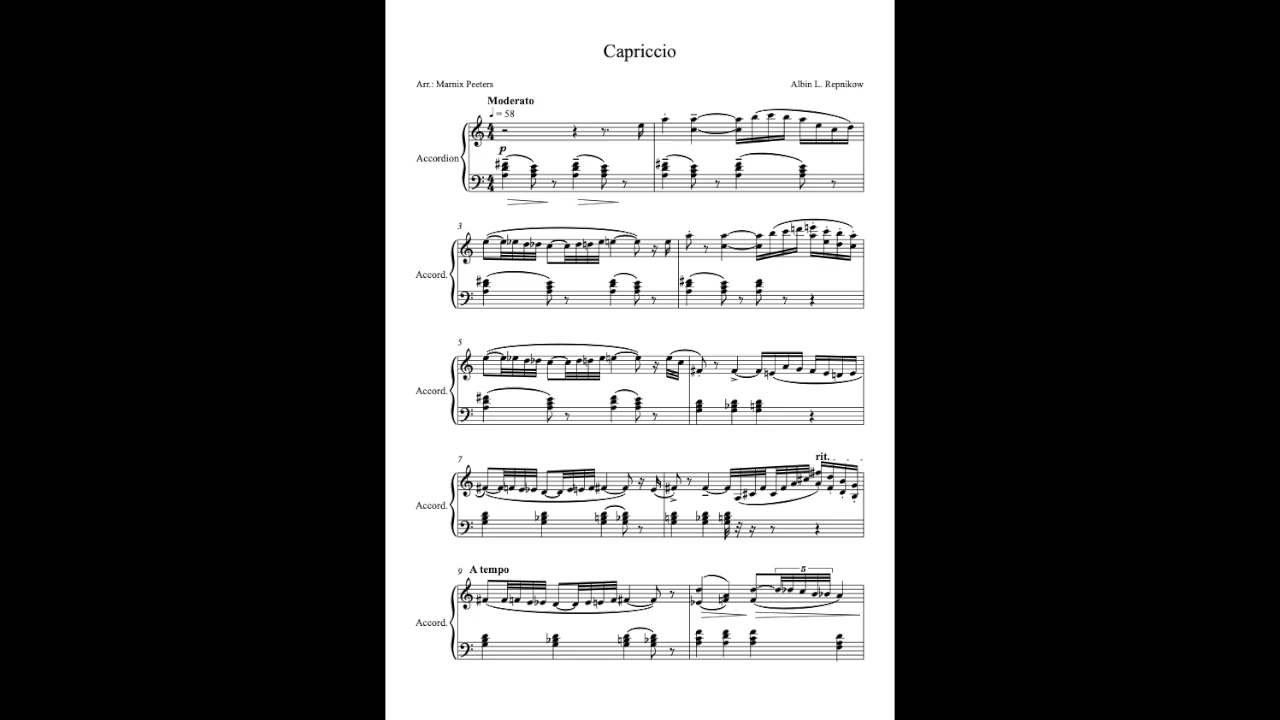 Capriccio
Arr.: Marnix Peeters
Albin L. Repnikow
Moderato
♩ = 58
p
Accordion
3
Accord.
5
Accord.
7
rit.
Accord.
9 A tempo
5
Accord.